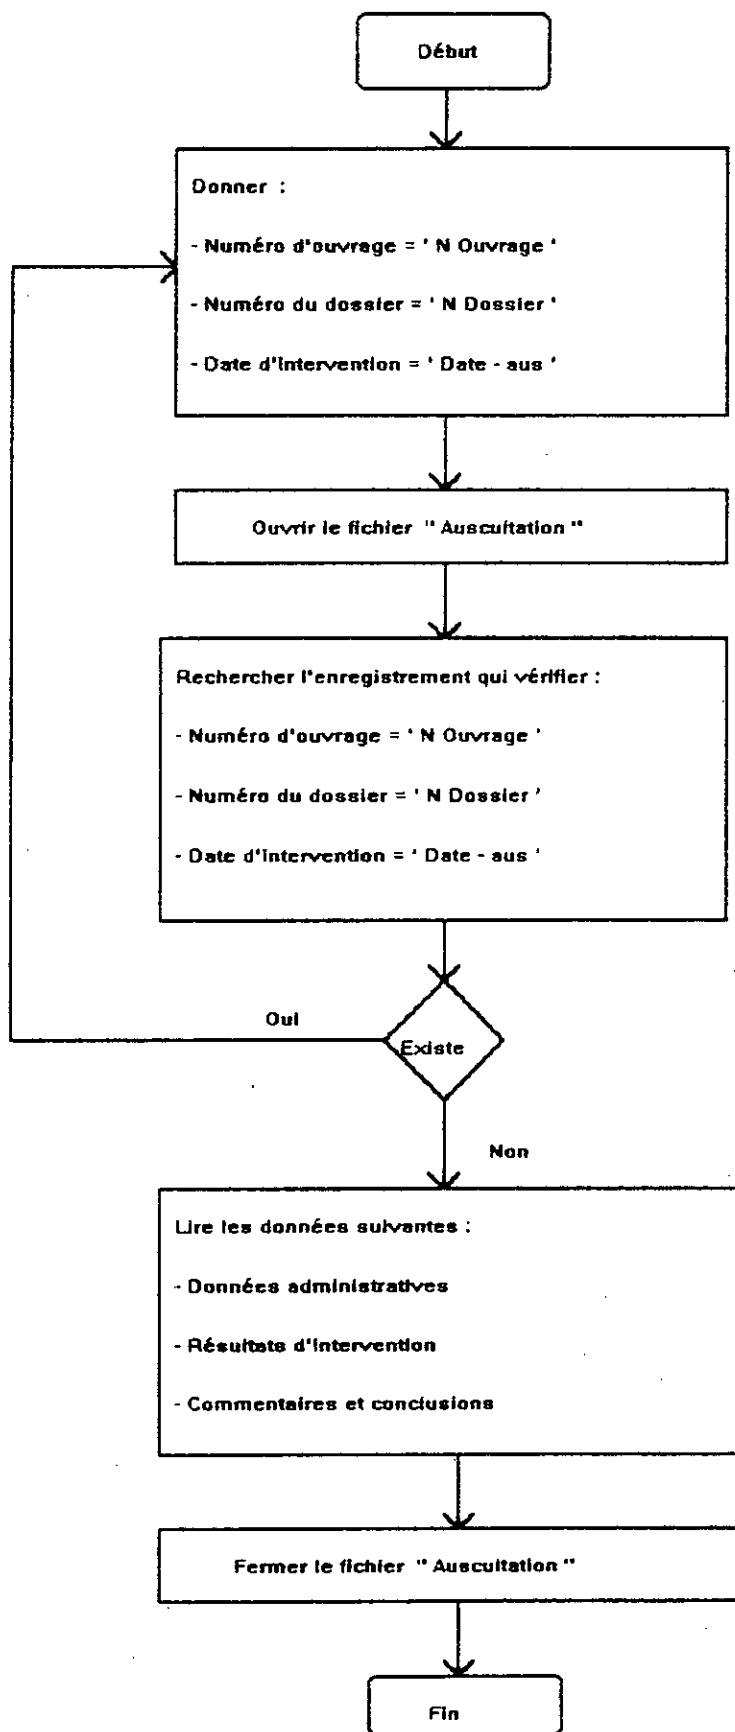 Début
Donner :
- Numéro d'ouvrage = ' N Ouvrage '
- Numéro du dossier = ' N Dossier '
- Date d'intervention = ' Date - aus '
Ouvrir le fichier " Auscultation "
Rechercher l'enregistrement qui vérifier :
- Numéro d'ouvrage = ' N Ouvrage '
- Numéro du dossier = ' N Dossier '
- Date d'intervention = ' Date - aus '
Oui
Existe
Non
Lire les données suivantes :
- Données administratives
- Résultats d'intervention
- Commentaires et conclusions
Fermer le fichier " Auscultation "
Fin